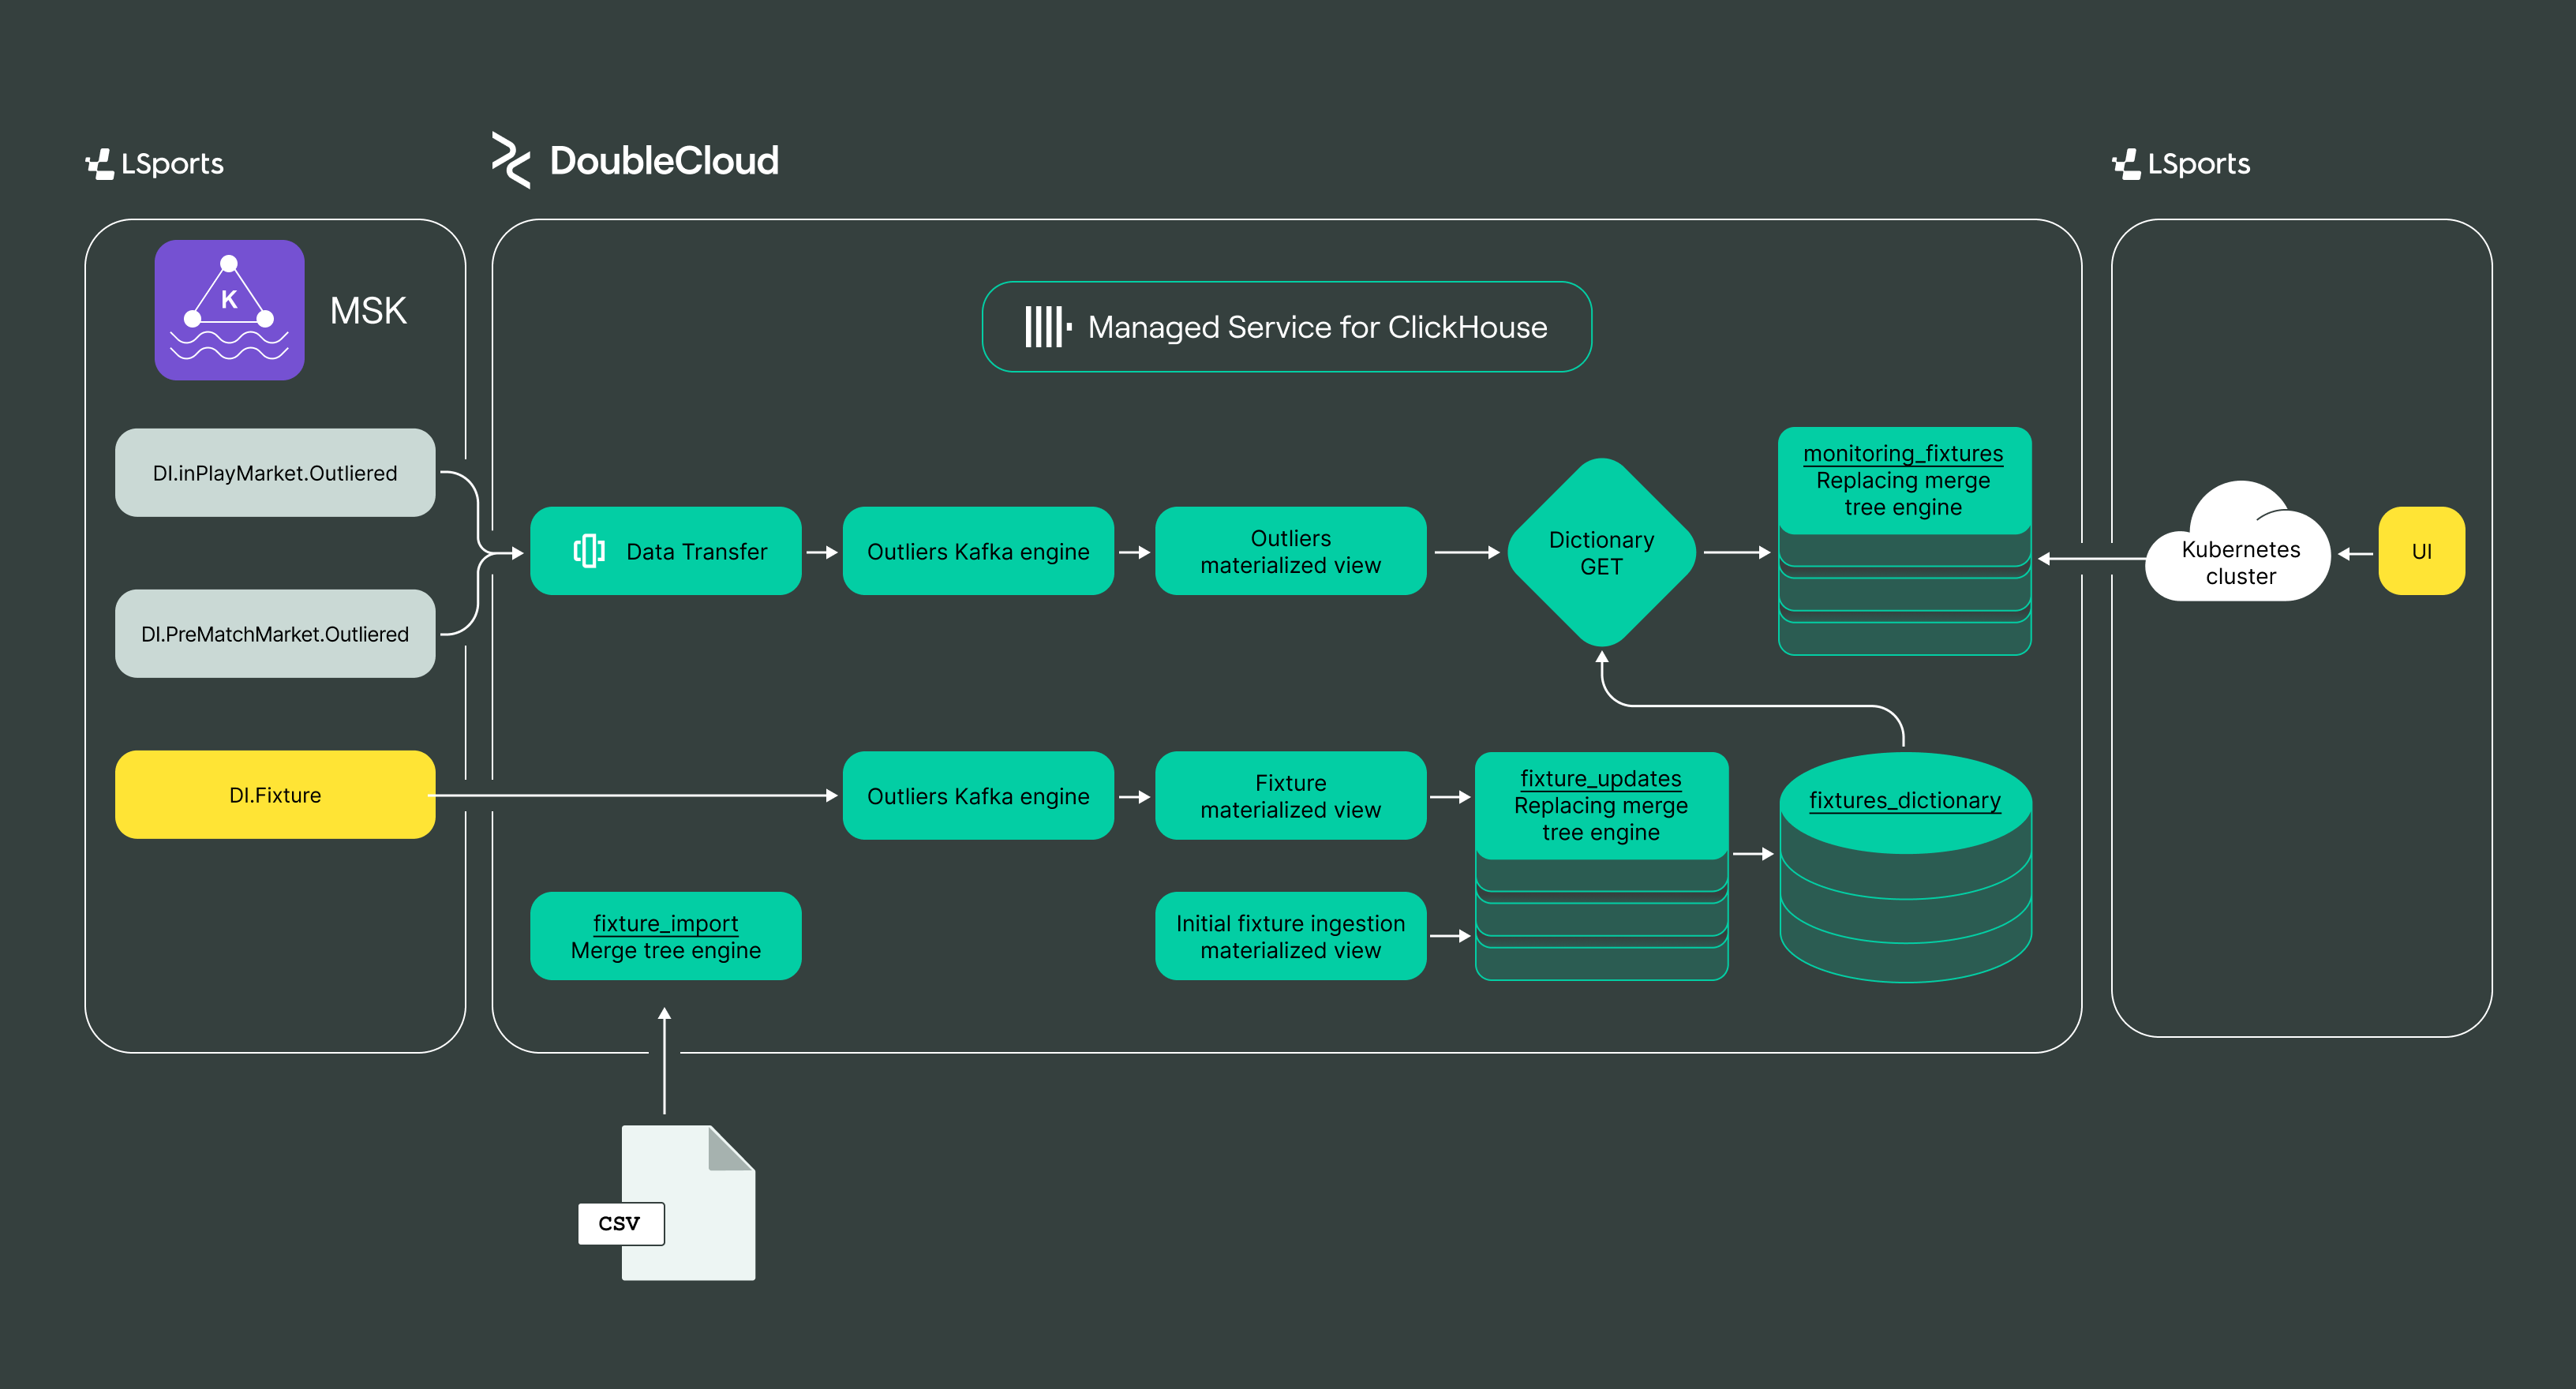 LSports
DoubleCloud
LSports
K
MSK
Managed Service for ClickHouse
DI.inPlayMarket.Outliered
DI.PreMatchMarket.Outliered
DI.Fixture
Data Transfer
Outliers Kafka engine
Outliers
materialized view
Dictionary
GET
monitoring_fixtures
Replacing merge
tree engine
Kubernetes
cluster
UI
Outliers Kafka engine
Fixture
materialized view
fixture_updates
Replacing merge
tree engine
fixtures_dictionary
fixture_import
Merge tree engine
Initial fixture ingestion
materialized view
CSV